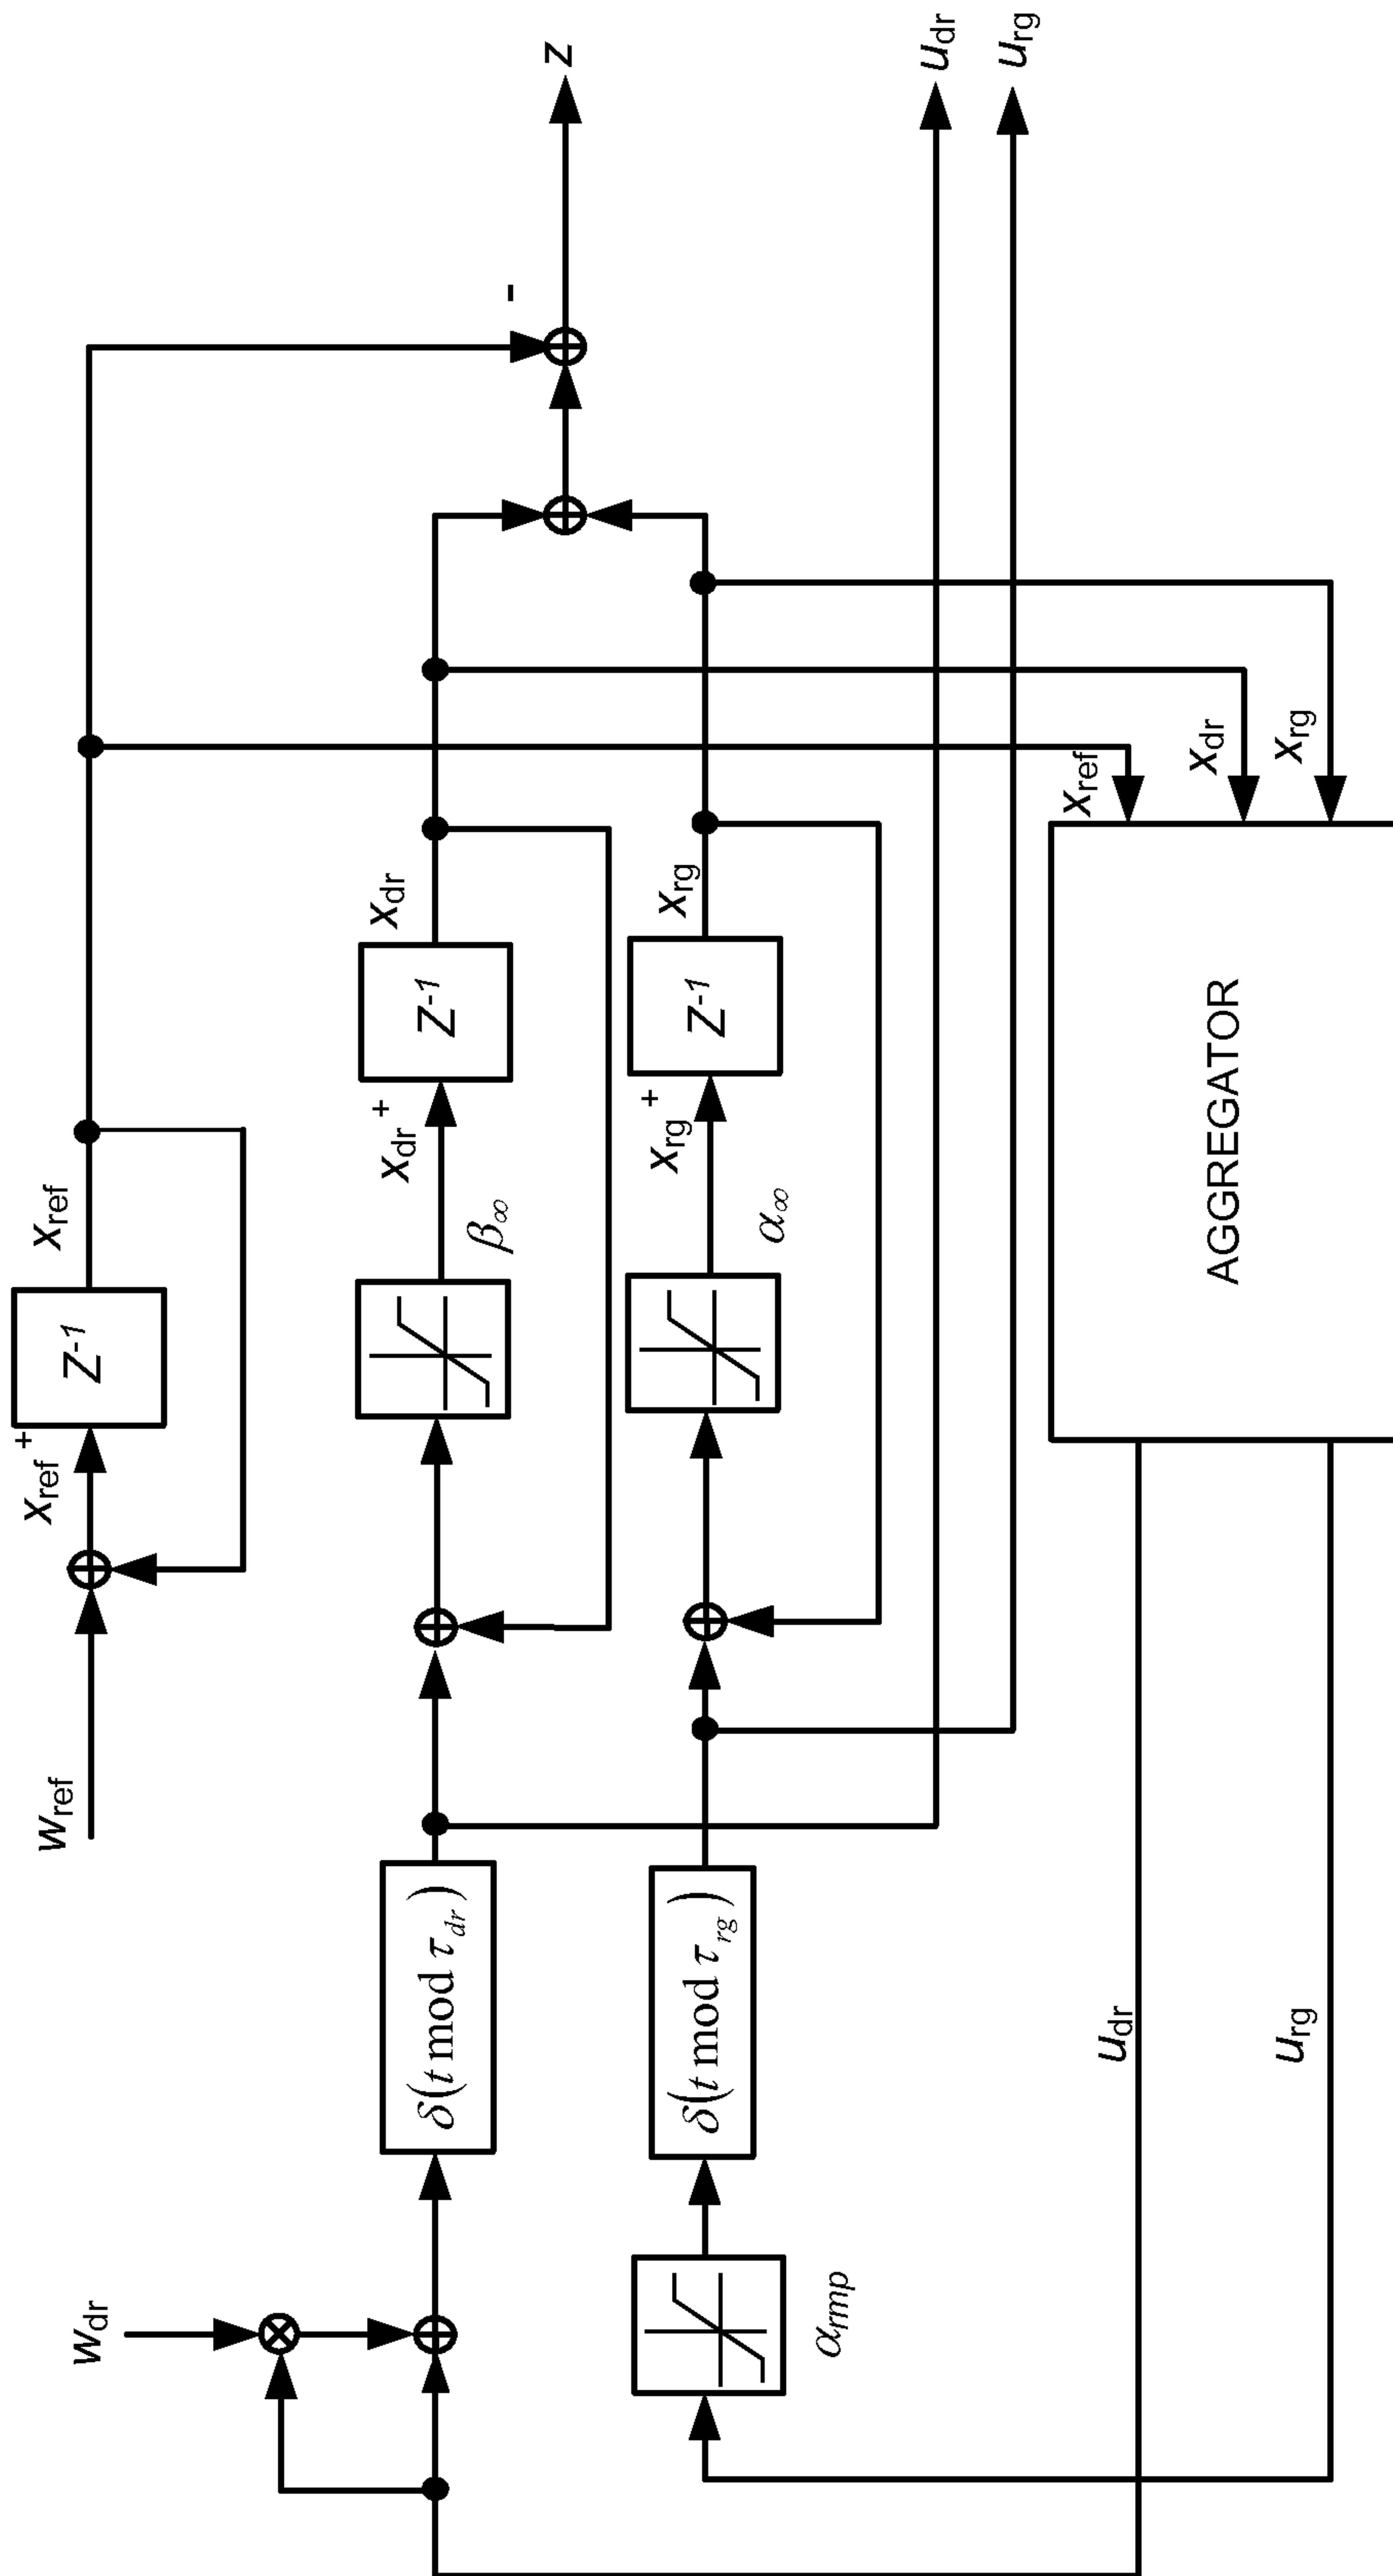 w_ref
x_ref^+
Z^-1
x_ref
w_dr
δ(t mod τ_dr)
β_∞
x_dr^+
Z^-1
x_dr
-
z
α_rmp
δ(t mod τ_rg)
α_∞
x_rg^+
Z^-1
x_rg
u_dr
u_rg
u_dr
u_rg
AGGREGATOR
x_ref
x_dr
x_rg